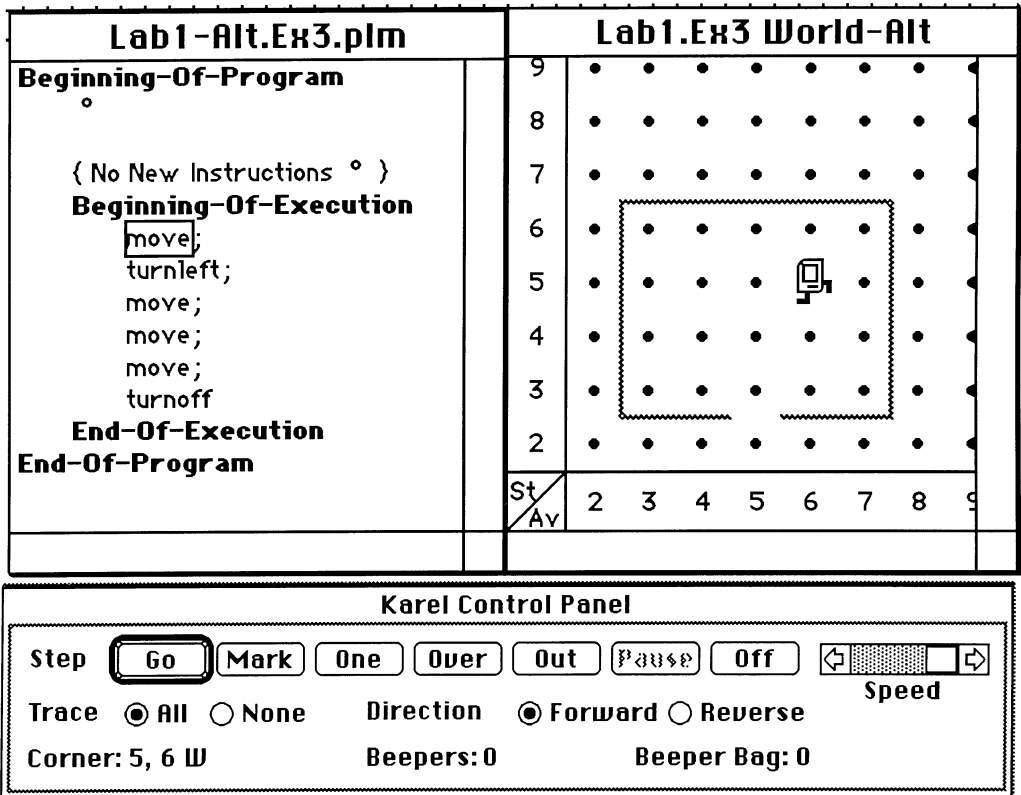 Lab1-Alt.Ex3.plm
Beginning-Of-Program
{ No New Instructions ° }
Beginning-Of-Execution
move;
turnleft;
move;
move;
move;
turnoff
End-Of-Execution
End-Of-Program
Lab1.Ex3 World-Alt
9
8
7
6
5
4
3
2
St/Av 2 3 4 5 6 7 8 9
Karel Control Panel
Step Go Mark One Over Out Pause Off
Speed
Trace All None Direction Forward Reverse
Corner: 5, 6 W Beepers: 0 Beeper Bag: 0